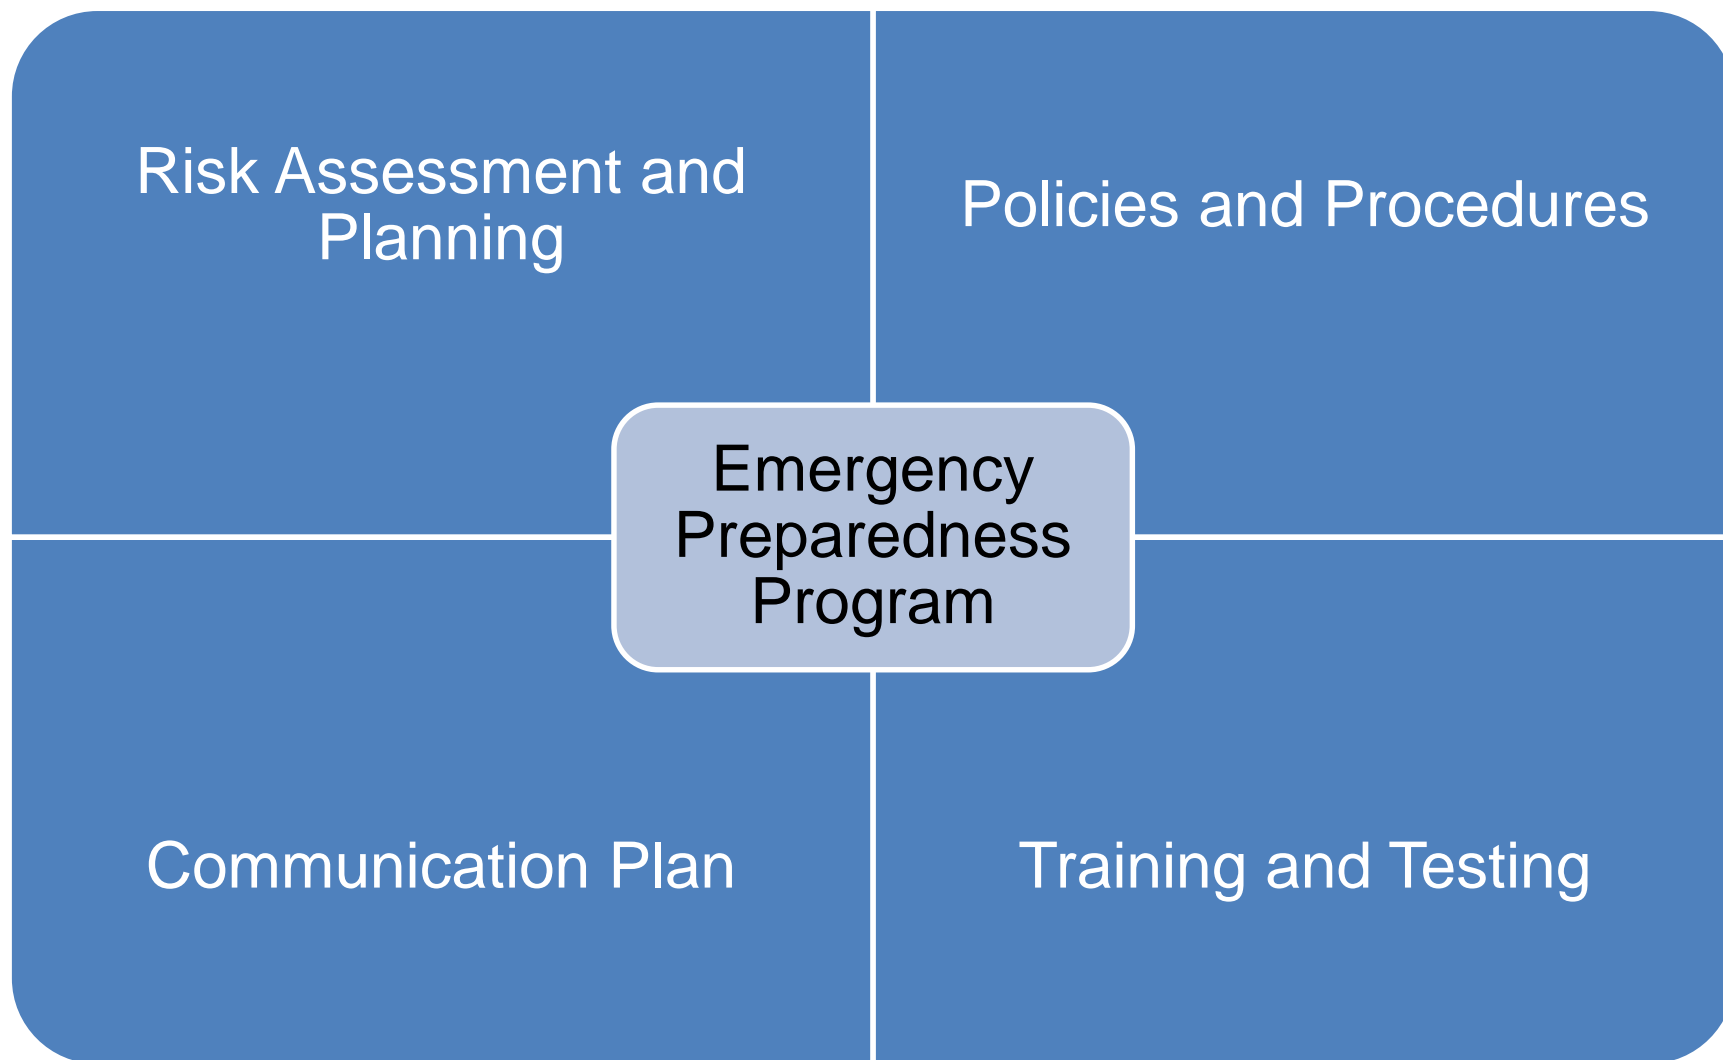 Risk Assessment and
Planning
Policies and Procedures
Emergency
Preparedness
Program
Communication Plan
Training and Testing